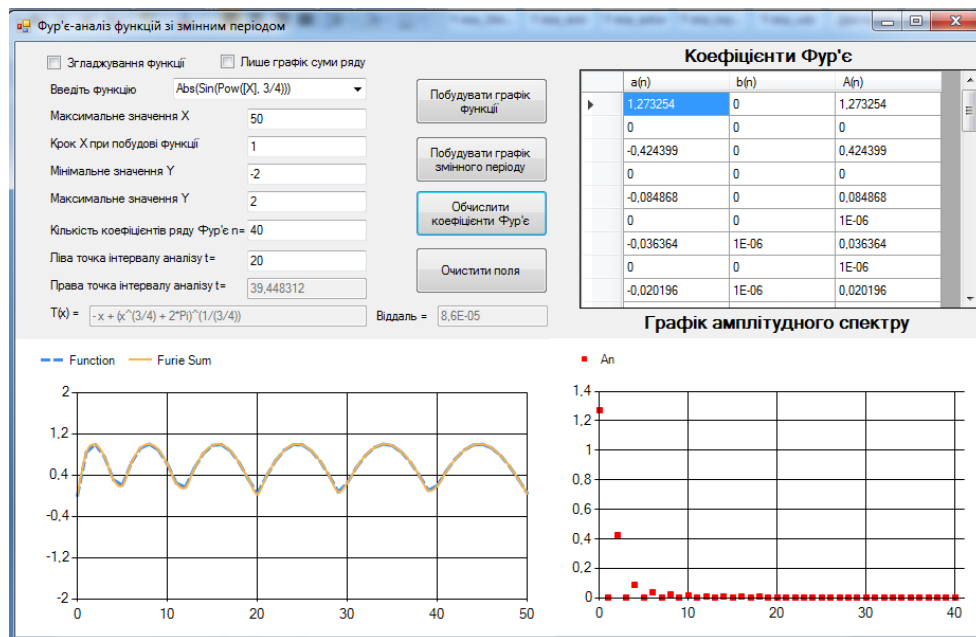 Фур'є-аналіз функцій зі змінним періодом
Згладжування функції
Лише графік суми ряду
Введіть функцію
Abs(Sin(Pow([X], 3/4)))
Максимальне значення X
50
Крок X при побудові функції
1
Мінімальне значення Y
-2
Максимальне значення Y
2
Кількість коефіцієнтів ряду Фур'є n=
40
Ліва точка інтервалу аналізу t=
20
Права точка інтервалу аналізу t=
39,448312
T(x) =
- x + (x^(3/4) + 2*Pi)^(1/(3/4))
Віддаль =
8,6E-05
Побудувати графік
функції
Побудувати графік
змінного періоду
Обчислити
коефіцієнти Фур'є
Очистити поля
Коефіцієнти Фур'є
a(n) b(n) A(n)
1,273254 0 1,273254
0 0 0
-0,424399 0 0,424399
0 0 0
-0,084868 0 0,084868
0 0 1E-06
-0,036364 1E-06 0,036364
0 0 1E-06
-0,020196 1E-06 0,020196
Графік амплітудного спектру
Function Furie Sum
2
1,2
0,4
-0,4
-1,2
-2
0 10 20 30 40 50
An
1,4
1,2
1
0,8
0,6
0,4
0,2
0
0 10 20 30 40